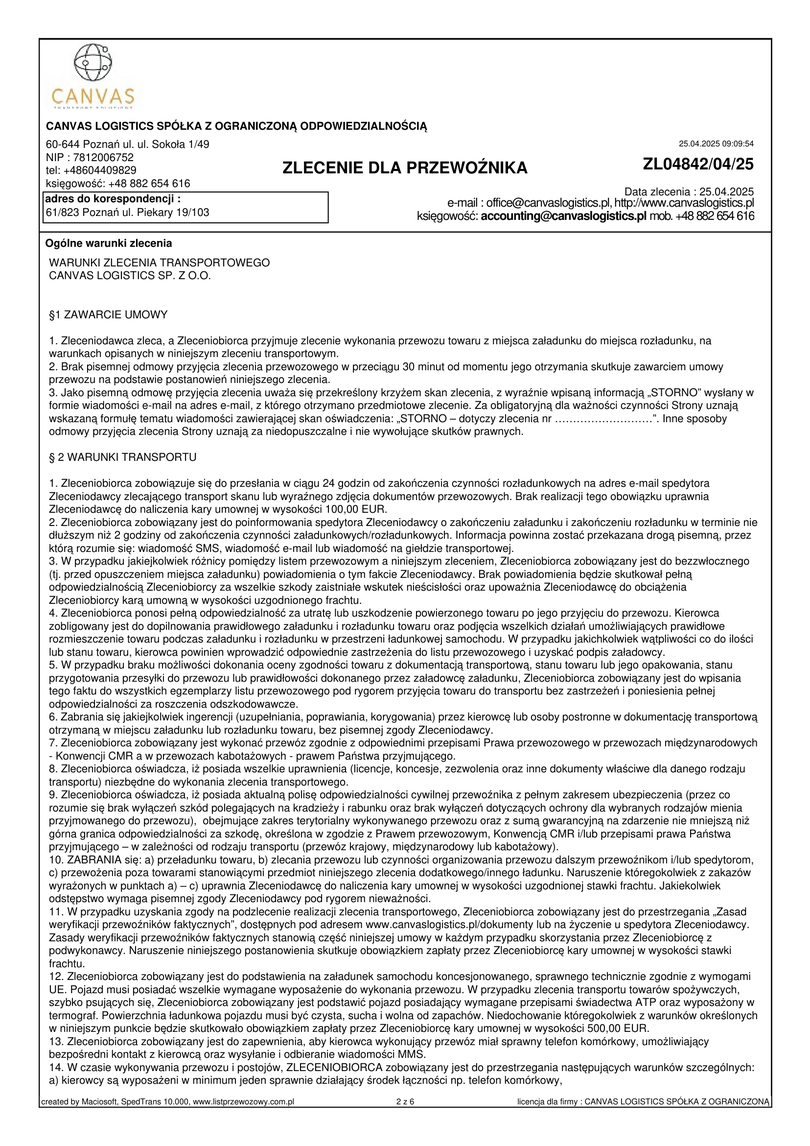 CANVAS
TRANSPORT SOLUTIONS
CANVAS LOGISTICS SPÓŁKA Z OGRANICZONĄ ODPOWIEDZIALNOŚCIĄ
60-644 Poznań ul. ul. Sokoła 1/49
NIP : 7812006752
tel: +48604409829
księgowość: +48 882 654 616
adres do korespondencji :
61/823 Poznań ul. Piekary 19/103
ZLECENIE DLA PRZEWOŹNIKA
25.04.2025 09:09:54
ZL04842/04/25
Data zlecenia : 25.04.2025
e-mail : office@canvaslogistics.pl, http://www.canvaslogistics.pl
księgowość: accounting@canvaslogistics.pl mob. +48 882 654 616
Ogólne warunki zlecenia
WARUNKI ZLECENIA TRANSPORTOWEGO
CANVAS LOGISTICS SP. Z O.O.
§1 ZAWARCIE UMOWY
1. Zleceniodawca zleca, a Zleceniobiorca przyjmuje zlecenie wykonania przewozu towaru z miejsca załadunku do miejsca rozładunku, na
warunkach opisanych w niniejszym zleceniu transportowym.
2. Brak pisemnej odmowy przyjęcia zlecenia przewozowego w przeciągu 30 minut od momentu jego otrzymania skutkuje zawarciem umowy
przewozu na podstawie postanowień niniejszego zlecenia.
3. Jako pisemną odmowę przyjęcia zlecenia uważa się przekreślony krzyżem skan zlecenia, z wyraźnie wpisaną informacją „STORNO” wysłany w
formie wiadomości e-mail na adres e-mail, z którego otrzymano przedmiotowe zlecenie. Za obligatoryjną dla ważności czynności Strony uznają
wskazaną formułę tematu wiadomości zawierającej skan oświadczenia: „STORNO – dotyczy zlecenia nr ………………………”. Inne sposoby
odmowy przyjęcia zlecenia Strony uznają za niedopuszczalne i nie wywołujące skutków prawnych.
§ 2 WARUNKI TRANSPORTU
1. Zleceniobiorca zobowiązuje się do przesłania w ciągu 24 godzin od zakończenia czynności rozładunkowych na adres e-mail spedytora
Zleceniodawcy zlecającego transport skanu lub wyraźnego zdjęcia dokumentów przewozowych. Brak realizacji tego obowiązku uprawnia
Zleceniodawcę do naliczenia kary umownej w wysokości 100,00 EUR.
2. Zleceniobiorca zobowiązany jest do poinformowania spedytora Zleceniodawcy o zakończeniu załadunku i zakończeniu rozładunku w terminie nie
dłuższym niż 2 godziny od zakończenia czynności załadunkowych/rozładunkowych. Informacja powinna zostać przekazana drogą pisemną, przez
którą rozumie się: wiadomość SMS, wiadomość e-mail lub wiadomość na giełdzie transportowej.
3. W przypadku jakiejkolwiek różnicy pomiędzy listem przewozowym a niniejszym zleceniem, Zleceniobiorca zobowiązany jest do bezzwłocznego
(tj. przed opuszczeniem miejsca załadunku) powiadomienia o tym fakcie Zleceniodawcy. Brak powiadomienia będzie skutkował pełną
odpowiedzialnością Zleceniobiorcy za wszelkie szkody zaistniałe wskutek nieścisłości oraz upoważnia Zleceniodawcę do obciążenia
Zleceniobiorcy karą umowną w wysokości uzgodnionego frachtu.
4. Zleceniobiorca ponosi pełną odpowiedzialność za utratę lub uszkodzenie powierzonego towaru po jego przyjęciu do przewozu. Kierowca
zobligowany jest do dopilnowania prawidłowego załadunku i rozładunku towaru oraz podjęcia wszelkich działań umożliwiających prawidłowe
rozmieszczenie towaru podczas załadunku i rozładunku w przestrzeni ładunkowej samochodu. W przypadku jakichkolwiek wątpliwości co do ilości
lub stanu towaru, kierowca powinien wprowadzić odpowiednie zastrzeżenia do listu przewozowego i uzyskać podpis załadowcy.
5. W przypadku braku możliwości dokonania oceny zgodności towaru z dokumentacją transportową, stanu towaru lub jego opakowania, stanu
przygotowania przesyłki do przewozu lub prawidłowości dokonanego przez załadowcę załadunku, Zleceniobiorca zobowiązany jest do wpisania
tego faktu do wszystkich egzemplarzy listu przewozowego pod rygorem przyjęcia towaru do transportu bez zastrzeżeń i poniesienia pełnej
odpowiedzialności za roszczenia odszkodowawcze.
6. Zabrania się jakiejkolwiek ingerencji (uzupełniania, poprawiania, korygowania) przez kierowcę lub osoby postronne w dokumentację transportową
otrzymaną w miejscu załadunku lub rozładunku towaru, bez pisemnej zgody Zleceniodawcy.
7. Zleceniobiorca zobowiązany jest wykonać przewóz zgodnie z odpowiednimi przepisami Prawa przewozowego w przewozach międzynarodowych
- Konwencji CMR a w przewozach kabotażowych - prawem Państwa przyjmującego.
8. Zleceniobiorca oświadcza, iż posiada wszelkie uprawnienia (licencje, koncesje, zezwolenia oraz inne dokumenty właściwe dla danego rodzaju
transportu) niezbędne do wykonania zlecenia transportowego.
9. Zleceniobiorca oświadcza, iż posiada aktualną polisę odpowiedzialności cywilnej przewoźnika z pełnym zakresem ubezpieczenia (przez co
rozumie się brak wyłączeń szkód polegających na kradzieży i rabunku oraz brak wyłączeń dotyczących ochrony dla wybranych rodzajów mienia
przyjmowanego do przewozu),  obejmujące zakres terytorialny wykonywanego przewozu oraz z sumą gwarancyjną na zdarzenie nie mniejszą niż
górna granica odpowiedzialności za szkodę, określona w zgodzie z Prawem przewozowym, Konwencją CMR i/lub przepisami prawa Państwa
przyjmującego – w zależności od rodzaju transportu (przewóz krajowy, międzynarodowy lub kabotażowy).
10. ZABRANIA SIĘ: a) przeładunku towaru, b) zlecania przewozu lub czynności organizowania przewozu dalszym przewoźnikom i/lub spedytorom,
c) przewożenia poza towarami stanowiącymi przedmiot niniejszego zlecenia dodatkowego/innego ładunku. Naruszenie któregokolwiek z zakazów
wyrażonych w punktach a) – c) uprawnia Zleceniodawcę do naliczenia kary umownej w wysokości uzgodnionej stawki frachtu. Jakiekolwiek
odstępstwo wymaga pisemnej zgody Zleceniodawcy pod rygorem nieważności.
11. W przypadku uzyskania zgody na podzlecenie realizacji zlecenia transportowego, Zleceniobiorca zobowiązany jest do przestrzegania „Zasad
weryfikacji przewoźników faktycznych”, dostępnych pod adresem www.canvaslogistics.pl/dokumenty lub na życzenie u spedytora Zleceniodawcy.
Zasady weryfikacji przewoźników faktycznych stanowią część niniejszej umowy w każdym przypadku skorzystania przez Zleceniobiorcę z
podwykonawcy. Naruszenie niniejszego postanowienia skutkuje obowiązkiem zapłaty przez Zleceniobiorcę kary umownej w wysokości stawki
frachtu.
12. Zleceniobiorca zobowiązany jest do podstawienia na załadunek samochodu koncesjonowanego, sprawnego technicznie zgodnie z wymogami
UE. Pojazd musi posiadać wszelkie wymagane wyposażenie do wykonania przewozu. W przypadku zlecenia transportu towarów spożywczych,
szybko psujących się, Zleceniobiorca zobowiązany jest podstawić pojazd posiadający wymagane przepisami świadectwa ATP oraz wyposażony w
termograf. Powierzchnia ładunkowa pojazdu musi być czysta, sucha i wolna od zapachów. Niedochowanie któregokolwiek z warunków określonych
w niniejszym punkcie będzie skutkowało obowiązkiem zapłaty przez Zleceniobiorcę kary umownej w wysokości 500,00 EUR.
13. Zleceniobiorca zobowiązany jest do zapewnienia, aby kierowca wykonujący przewóz miał sprawny telefon komórkowy, umożliwiający
bezpośredni kontakt z kierowcą oraz wysyłanie i odbieranie wiadomości MMS.
14. W czasie wykonywania przewozu i postojów, ZLECENIOBIORCA zobowiązany jest do przestrzegania następujących warunków szczególnych:
a) kierowcy są wyposażeni w minimum jeden sprawnie działający środek łączności np. telefon komórkowy,
created by Maciosoft, SpedTrans 10.000, www.listprzewozowy.com.pl
2 z 6
licencja dla firmy : CANVAS LOGISTICS SPÓŁKA Z OGRANICZONĄ